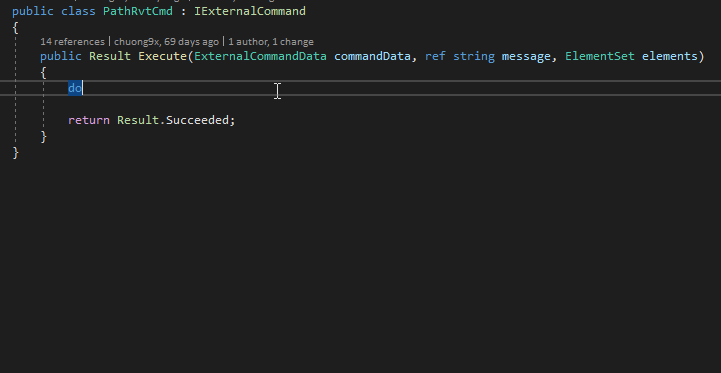 public class PathRvtCmd : IExternalCommand
{
14 references | chuong9x, 69 days ago | 1 author, 1 change
public Result Execute(ExternalCommandData commandData, ref string message, ElementSet elements)
{
do
return Result.Succeeded;
}
}